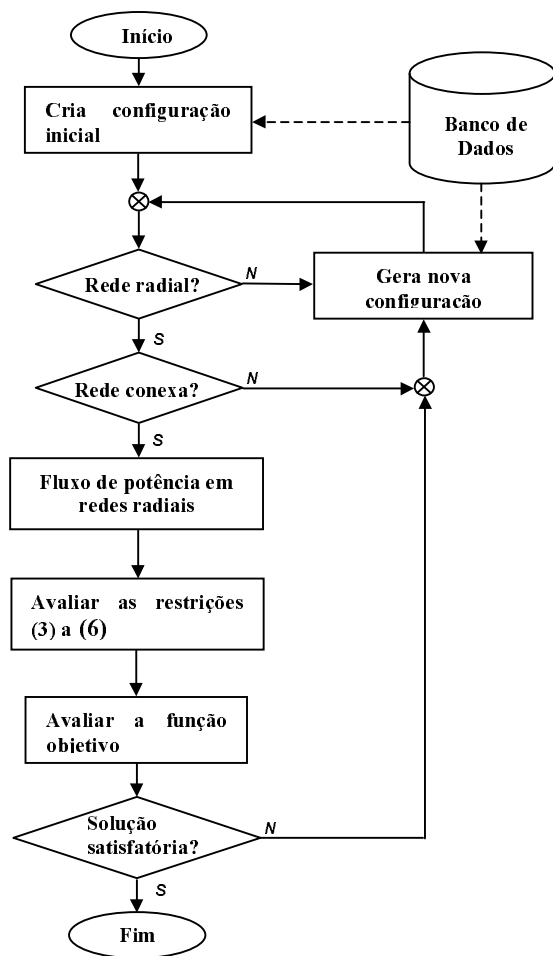 Início
Cria configuração
inicial
Banco de
Dados
Rede radial?
N
Gera nova
configuração
S
Rede conexa?
N
S
Fluxo de potência em
redes radiais
Avaliar as restrições
(3) a (6)
Avaliar a função
objetivo
Solução
satisfatória?
N
S
Fim